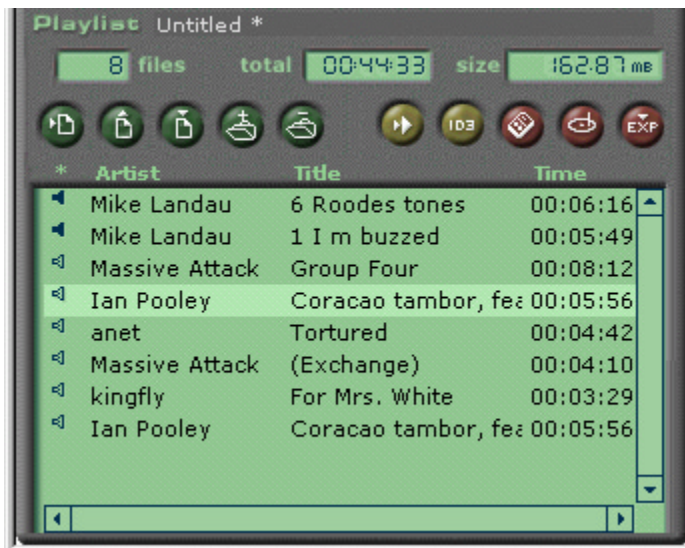 Playlist Untitled *
8 files total 00:44:33 size 162.87 MB
ID3 EXP
* Artist Title Time
Mike Landau 6 Roodes tones 00:06:16
Mike Landau 1 I m buzzed 00:05:49
Massive Attack Group Four 00:08:12
Ian Pooley Coracao tambor, fea 00:05:56
anet Tortured 00:04:42
Massive Attack (Exchange) 00:04:10
kingfly For Mrs. White 00:03:29
Ian Pooley Coracao tambor, fea 00:05:56